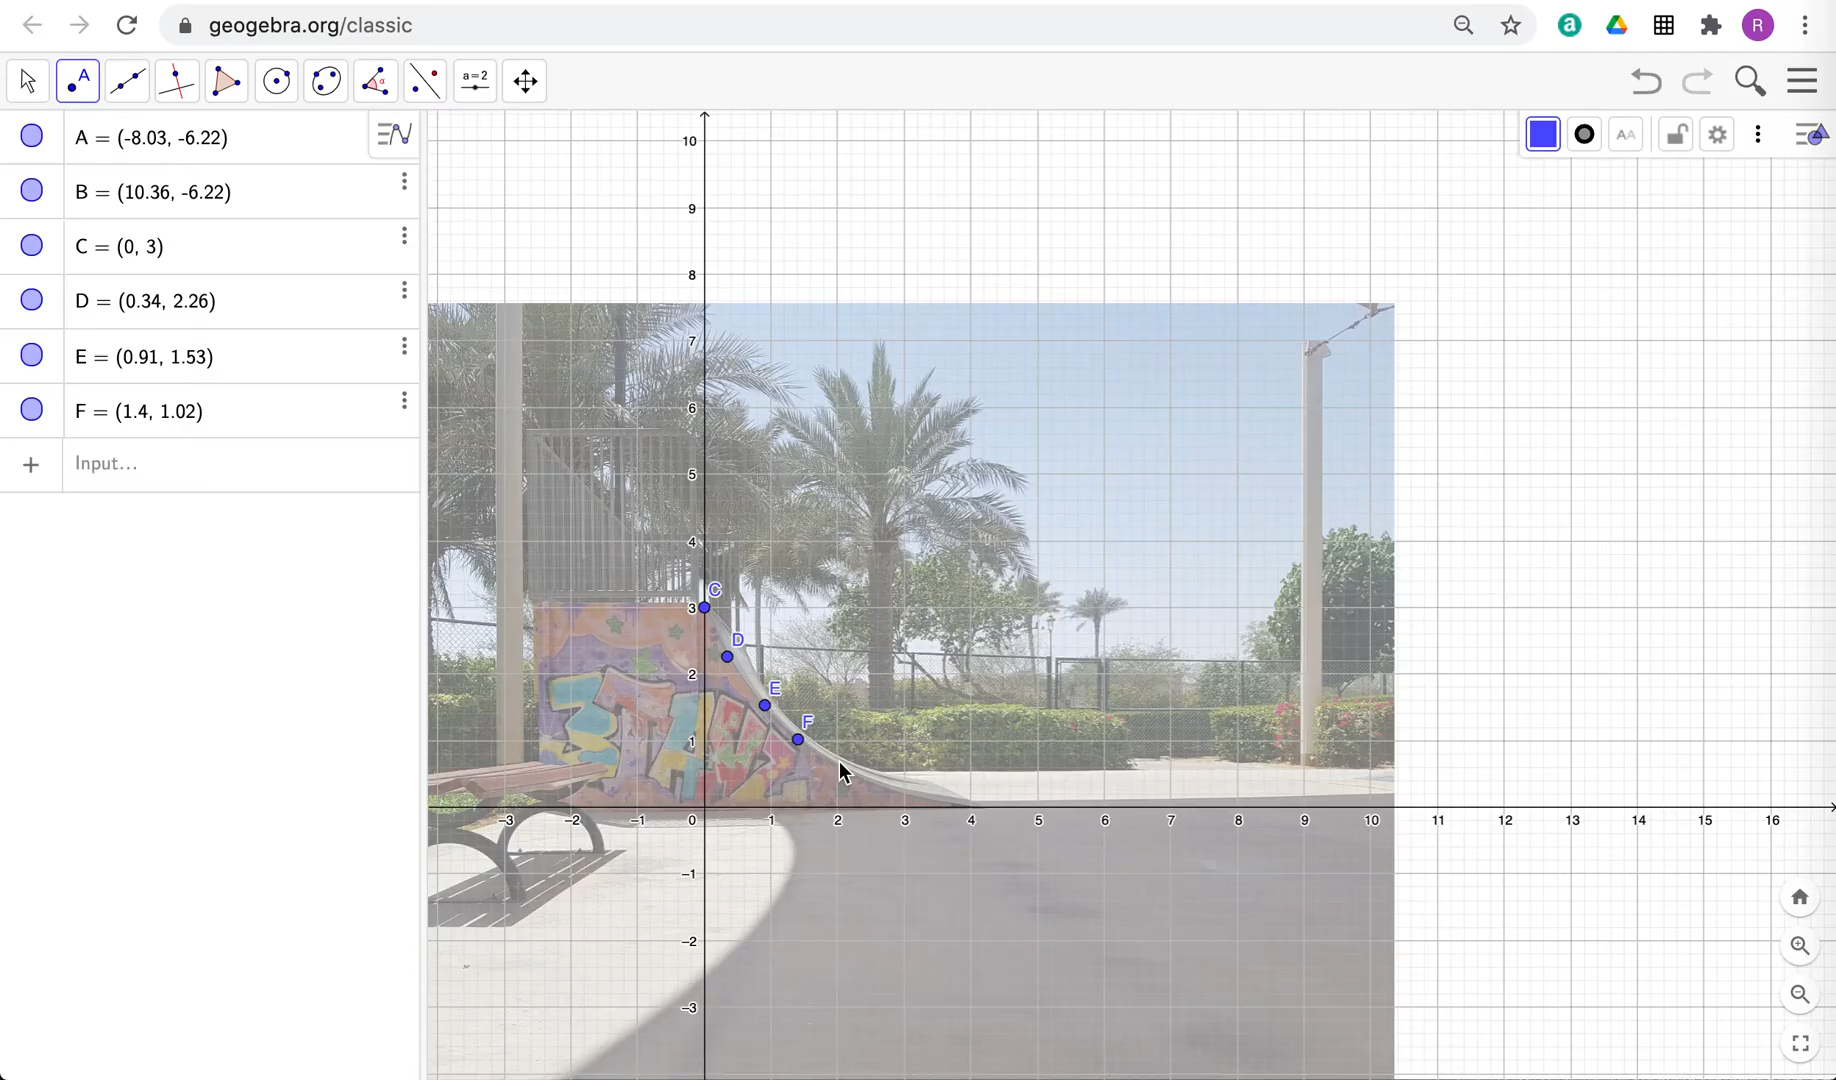 geogebra.org/classic
R
A
α
a=2
A = (-8.03, -6.22)
B = (10.36, -6.22)
C = (0, 3)
D = (0.34, 2.26)
E = (0.91, 1.53)
F = (1.4, 1.02)
+ Input…
AA
10
9
8
7
6
5
4
3
2
1
C
D
E
F
STAY
–3 –2 –1 0 1 2 3 4 5 6 7 8 9 10 11 12 13 14 15 16
–1
–2
–3